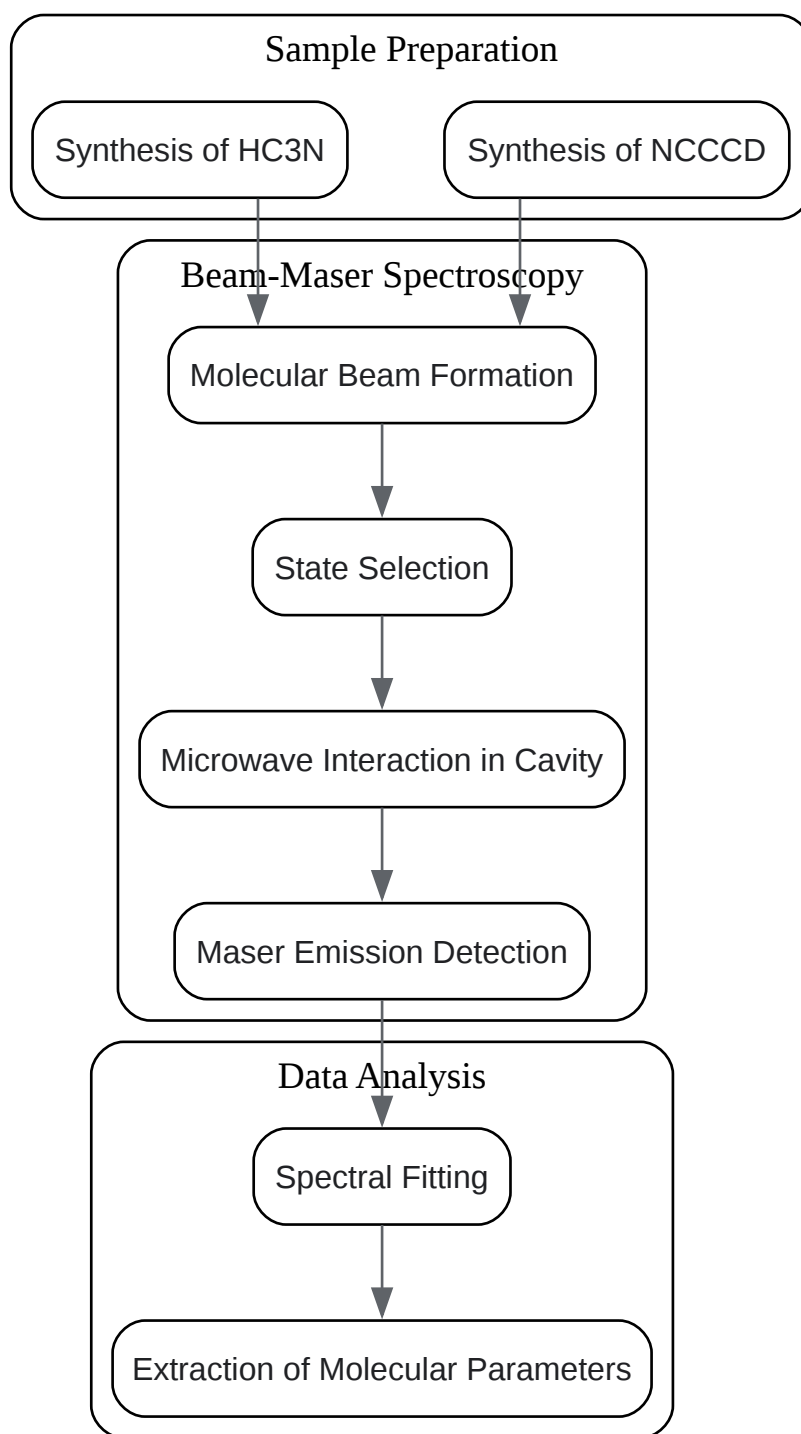 Sample Preparation
Synthesis of HC3N
Synthesis of NCCCD
Beam-Maser Spectroscopy
Molecular Beam Formation
State Selection
Microwave Interaction in Cavity
Maser Emission Detection
Data Analysis
Spectral Fitting
Extraction of Molecular Parameters